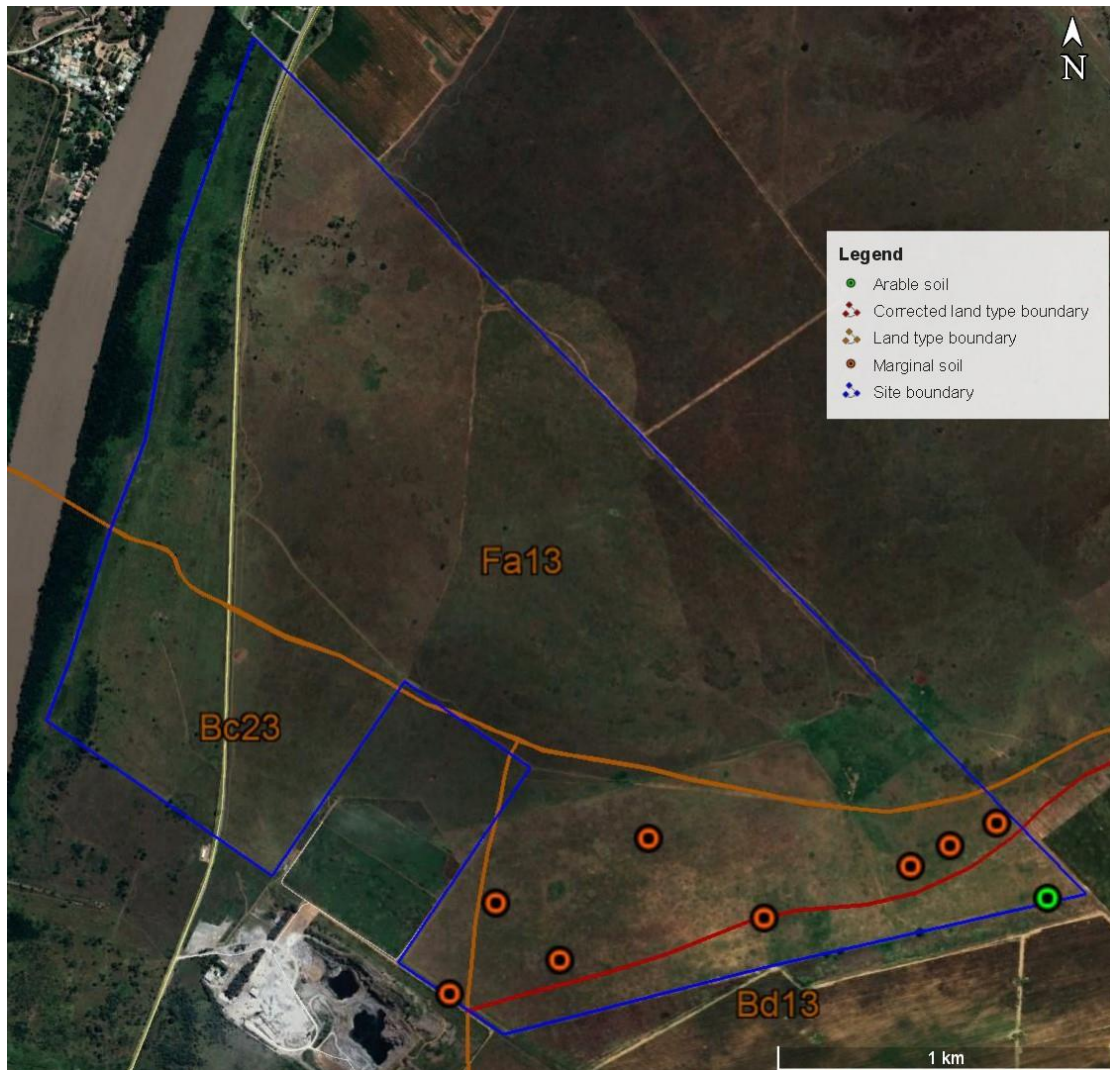 N
Legend
Arable soil
Corrected land type boundary
Land type boundary
Marginal soil
Site boundary
Fa13
Bc23
Bd13
1 km